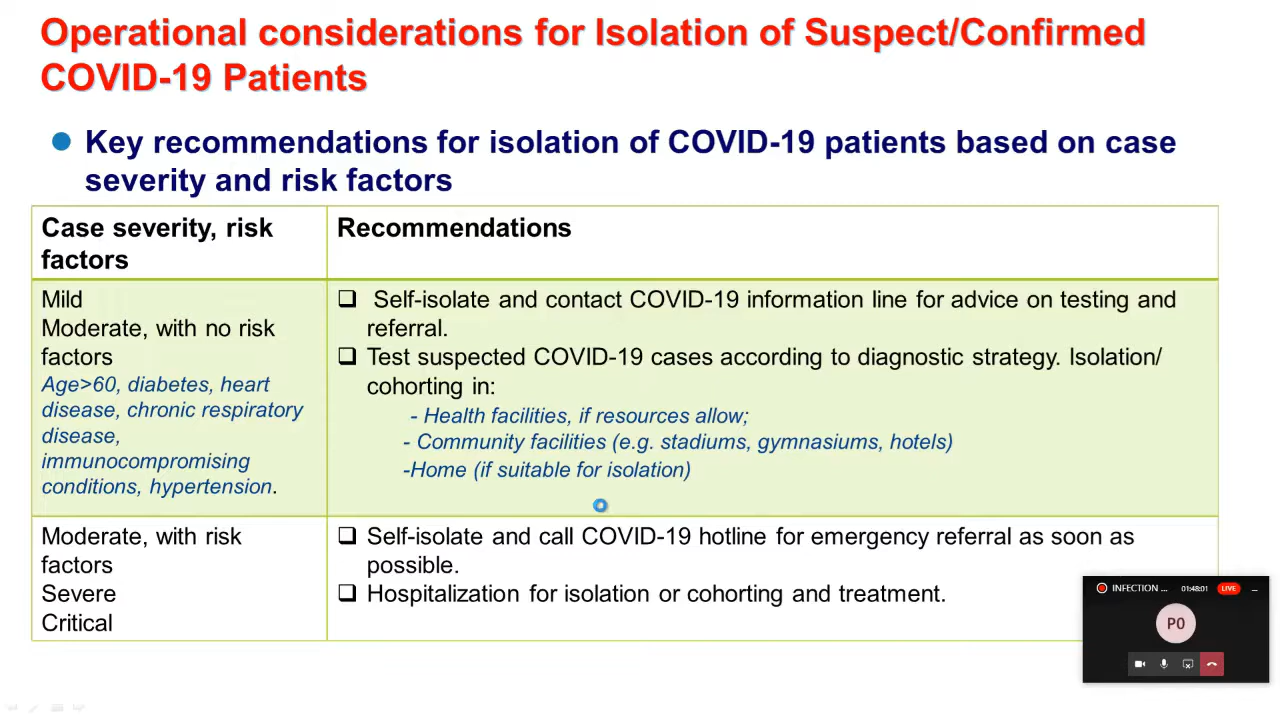 Operational considerations for Isolation of Suspect/Confirmed
COVID-19 Patients
Key recommendations for isolation of COVID-19 patients based on case
severity and risk factors
Case severity, risk
factors
Recommendations
Mild
Moderate, with no risk
factors
Age>60, diabetes, heart
disease, chronic respiratory
disease,
immunocompromising
conditions, hypertension.
❑ Self-isolate and contact COVID-19 information line for advice on testing and
referral.
❑ Test suspected COVID-19 cases according to diagnostic strategy. Isolation/
cohorting in:
- Health facilities, if resources allow;
- Community facilities (e.g. stadiums, gymnasiums, hotels)
-Home (if suitable for isolation)
Moderate, with risk
factors
Severe
Critical
❑ Self-isolate and call COVID-19 hotline for emergency referral as soon as
possible.
❑ Hospitalization for isolation or cohorting and treatment.
INFECTION ... 01:48:01 LIVE
PO